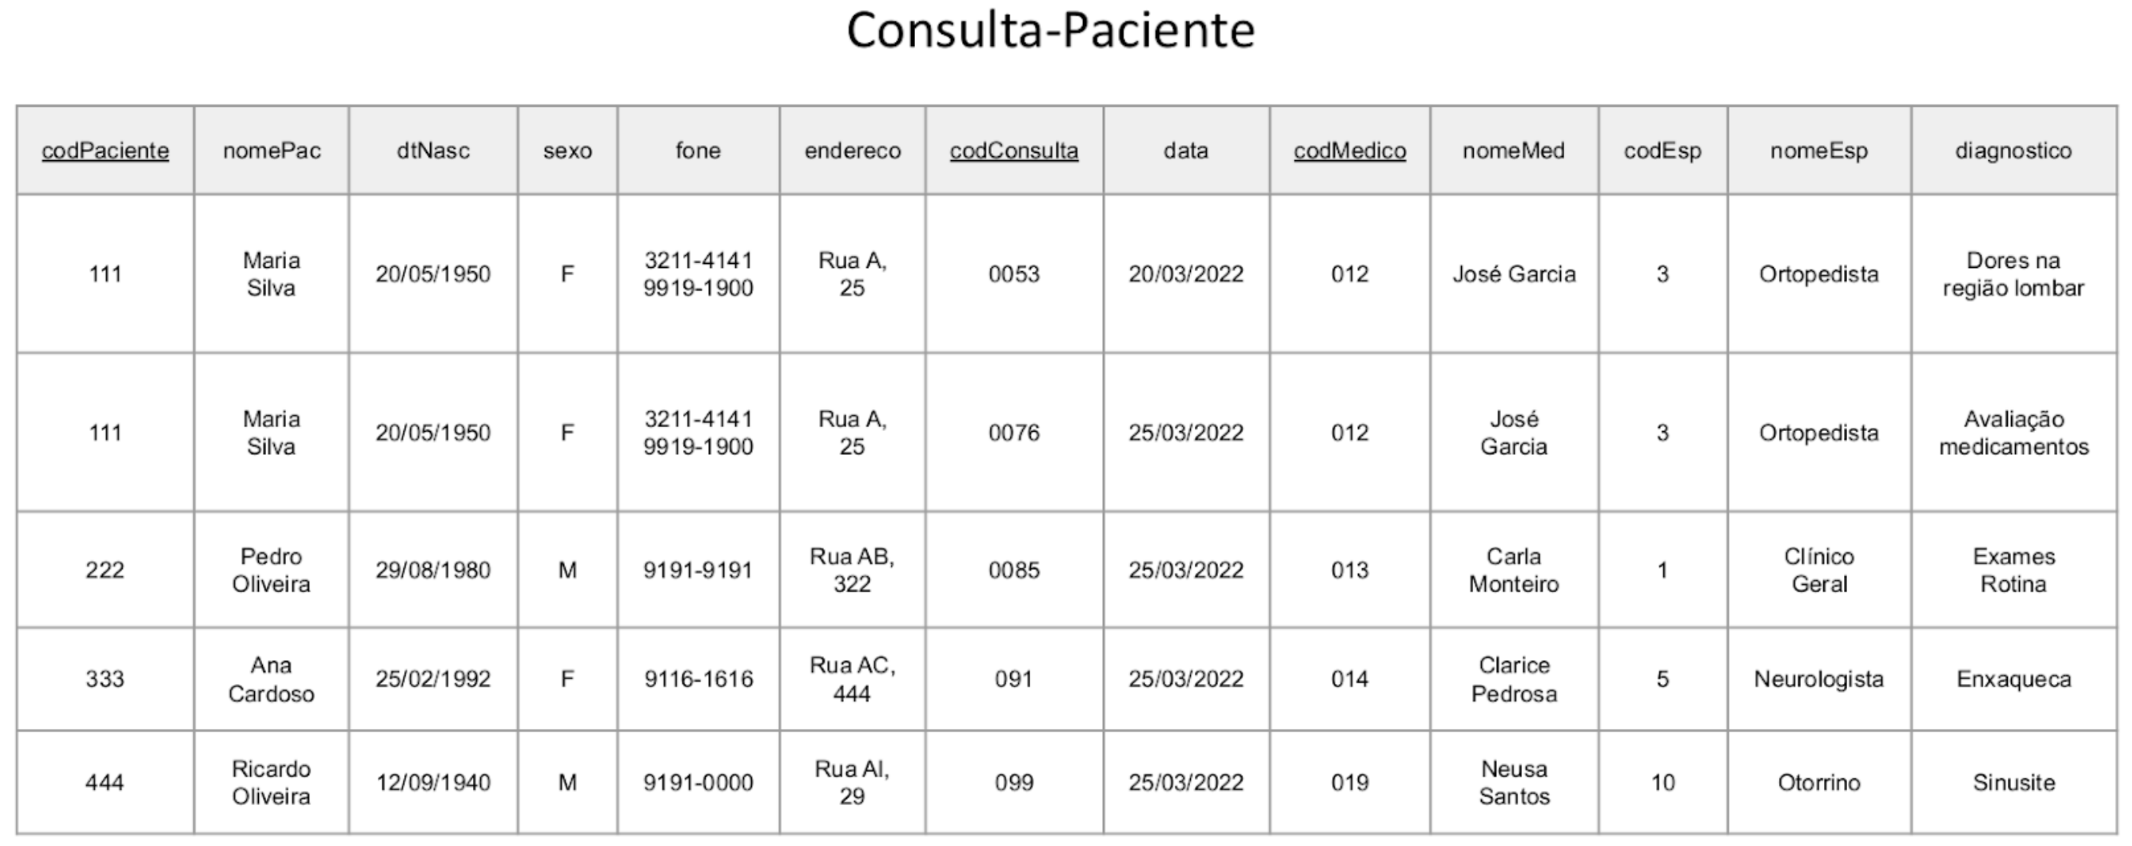 Consulta-Paciente
codPaciente nomePac dtNasc sexo fone endereco codConsulta data codMedico nomeMed codEsp nomeEsp diagnostico
111 Maria Silva 20/05/1950 F 3211-4141 9919-1900 Rua A, 25 0053 20/03/2022 012 José Garcia 3 Ortopedista Dores na região lombar
111 Maria Silva 20/05/1950 F 3211-4141 9919-1900 Rua A, 25 0076 25/03/2022 012 José Garcia 3 Ortopedista Avaliação medicamentos
222 Pedro Oliveira 29/08/1980 M 9191-9191 Rua AB, 322 0085 25/03/2022 013 Carla Monteiro 1 Clínico Geral Exames Rotina
333 Ana Cardoso 25/02/1992 F 9116-1616 Rua AC, 444 091 25/03/2022 014 Clarice Pedrosa 5 Neurologista Enxaqueca
444 Ricardo Oliveira 12/09/1940 M 9191-0000 Rua AI, 29 099 25/03/2022 019 Neusa Santos 10 Otorrino Sinusite